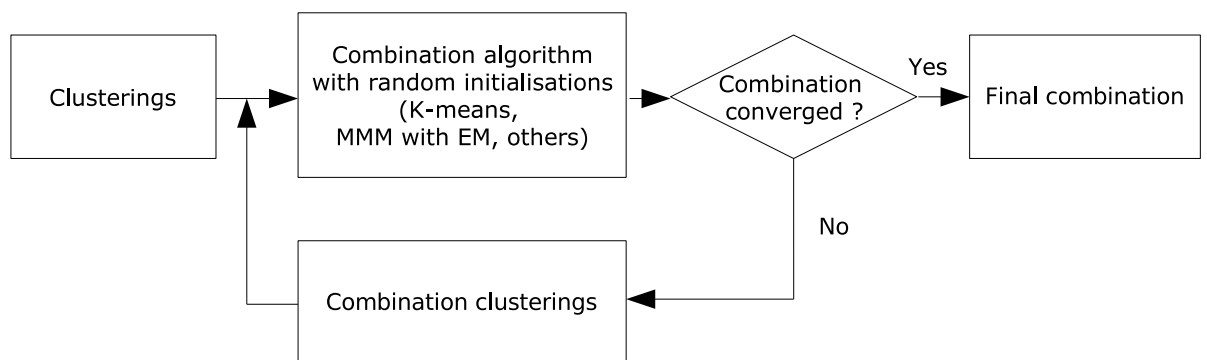 Clusterings
Combination algorithm
with random initialisations
(K-means,
MMM with EM, others)
Combination
converged ?
Yes
Final combination
No
Combination clusterings